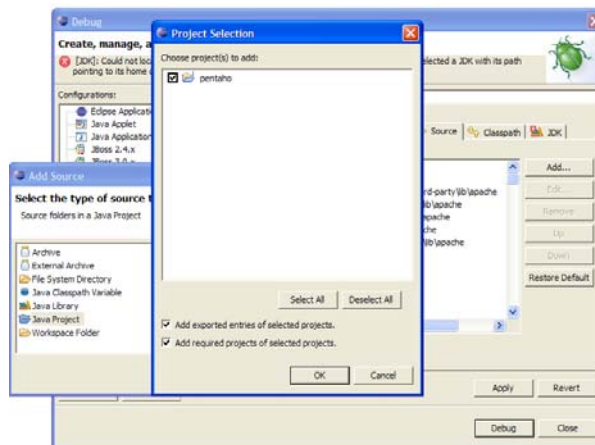 Debug
Create, manage, a
[JDK]: Could not loc
elected a JDK with its path
pointing to its home d
Configurations:
Eclipse Applicati
Java Applet
Java Application
JBoss 2.4.x
Source
Classpath
JDK
rd-party\lib\apache
lib\apache
apache
che
\lib\apache
Add...
Edit...
Remove
Up
Down
Restore Default
Apply
Revert
Debug
Close
Add Source
Select the type of source t
Source folders in a Java Project
Archive
External Archive
File System Directory
Java Classpath Variable
Java Library
Java Project
Workspace Folder
Project Selection
Choose project(s) to add:
pentaho
Select All
Deselect All
Add exported entries of selected projects.
Add required projects of selected projects.
OK
Cancel